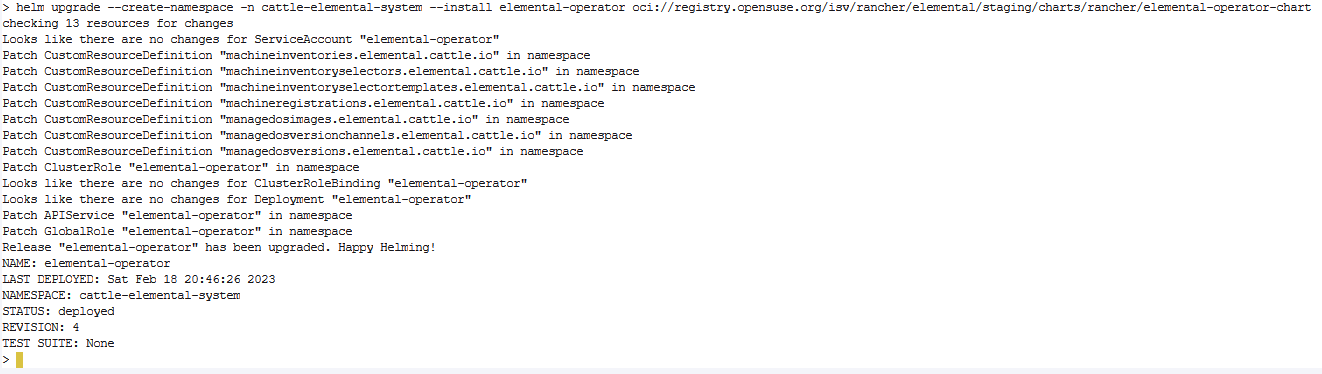 > helm upgrade --create-namespace -n cattle-elemental-system --install elemental-operator oci://registry.opensuse.org/isv/rancher/elemental/staging/charts/rancher/elemental-operator-chart
checking 13 resources for changes
Looks like there are no changes for ServiceAccount "elemental-operator"
Patch CustomResourceDefinition "machineinventories.elemental.cattle.io" in namespace
Patch CustomResourceDefinition "machineinventoryselectors.elemental.cattle.io" in namespace
Patch CustomResourceDefinition "machineinventoryselectortemplates.elemental.cattle.io" in namespace
Patch CustomResourceDefinition "machineregistrations.elemental.cattle.io" in namespace
Patch CustomResourceDefinition "managedosimages.elemental.cattle.io" in namespace
Patch CustomResourceDefinition "managedosversionchannels.elemental.cattle.io" in namespace
Patch CustomResourceDefinition "managedosversions.elemental.cattle.io" in namespace
Patch ClusterRole "elemental-operator" in namespace
Looks like there are no changes for ClusterRoleBinding "elemental-operator"
Looks like there are no changes for Deployment "elemental-operator"
Patch APIService "elemental-operator" in namespace
Patch GlobalRole "elemental-operator" in namespace
Release "elemental-operator" has been upgraded. Happy Helming!
NAME: elemental-operator
LAST DEPLOYED: Sat Feb 18 20:46:26 2023
NAMESPACE: cattle-elemental-system
STATUS: deployed
REVISION: 4
TEST SUITE: None
>